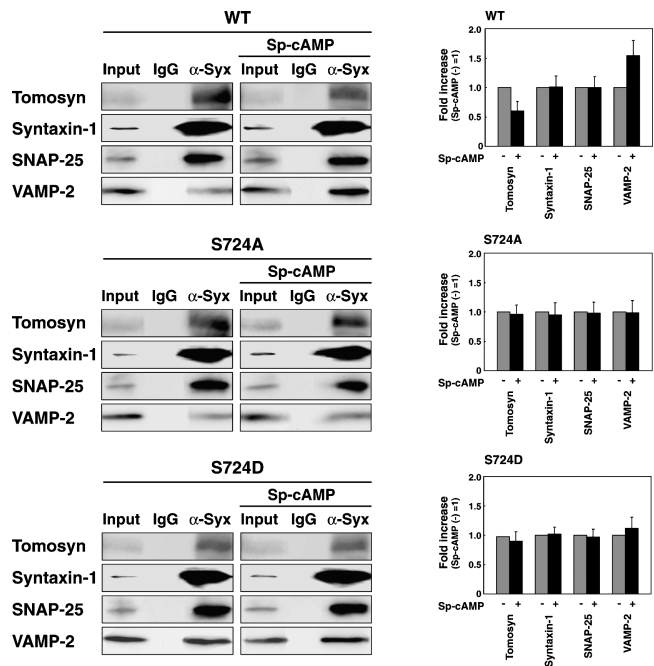 WT
Sp-cAMP
Input IgG α-Syx Input IgG α-Syx
Tomosyn
Syntaxin-1
SNAP-25
VAMP-2
WT
Fold increase
(Sp-cAMP (-) =1)
2.0
1.5
1.0
0.5
0
Sp-cAMP - + - + - + - +
Tomosyn
Syntaxin-1
SNAP-25
VAMP-2
S724A
Sp-cAMP
Input IgG α-Syx Input IgG α-Syx
Tomosyn
Syntaxin-1
SNAP-25
VAMP-2
S724A
Fold increase
(Sp-cAMP (-) =1)
2.0
1.5
1.0
0.5
0
Sp-cAMP - + - + - + - +
Tomosyn
Syntaxin-1
SNAP-25
VAMP-2
S724D
Sp-cAMP
Input IgG α-Syx Input IgG α-Syx
Tomosyn
Syntaxin-1
SNAP-25
VAMP-2
S724D
Fold increase
(Sp-cAMP (-) =1)
2.0
1.5
1.0
0.5
0
Sp-cAMP - + - + - + - +
Tomosyn
Syntaxin-1
SNAP-25
VAMP-2